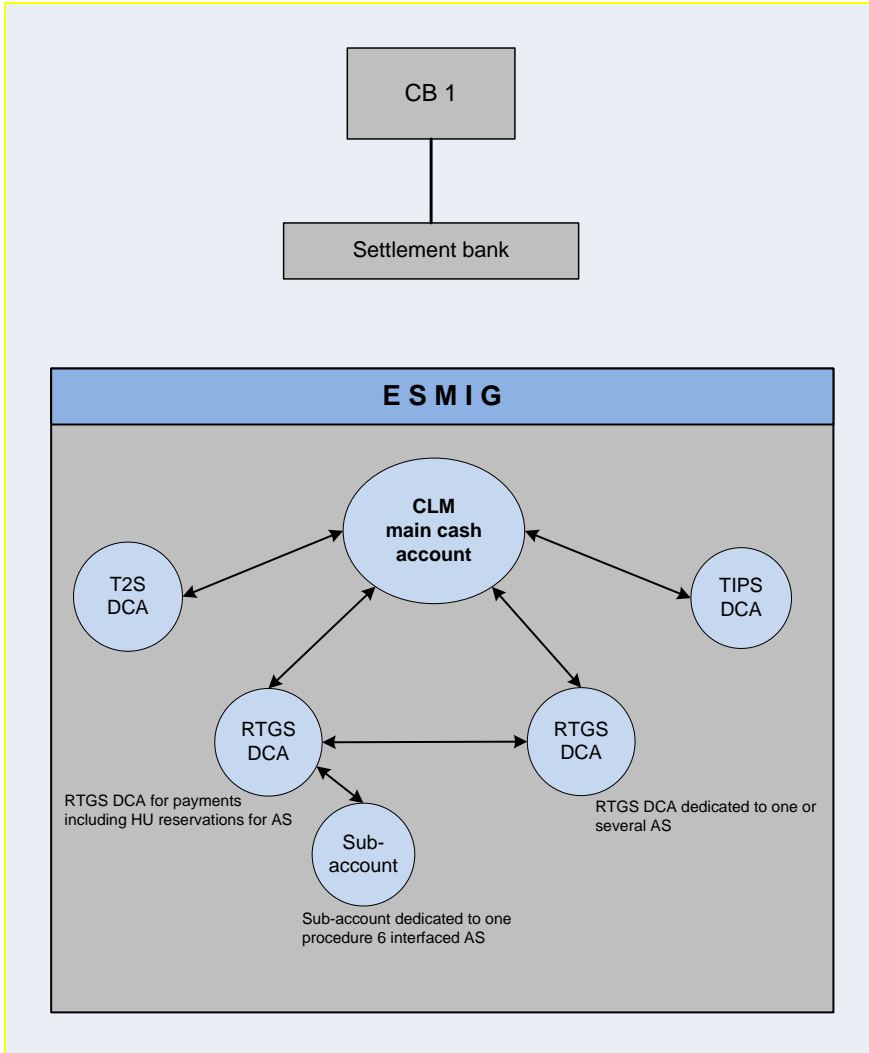 CB 1
Settlement bank
E S M I G
CLM
main cash
account
T2S
DCA
TIPS
DCA
RTGS
DCA
RTGS
DCA
RTGS DCA for payments
including HU reservations for AS
RTGS DCA dedicated to one or
several AS
Sub-
account
Sub-account dedicated to one
procedure 6 interfaced AS